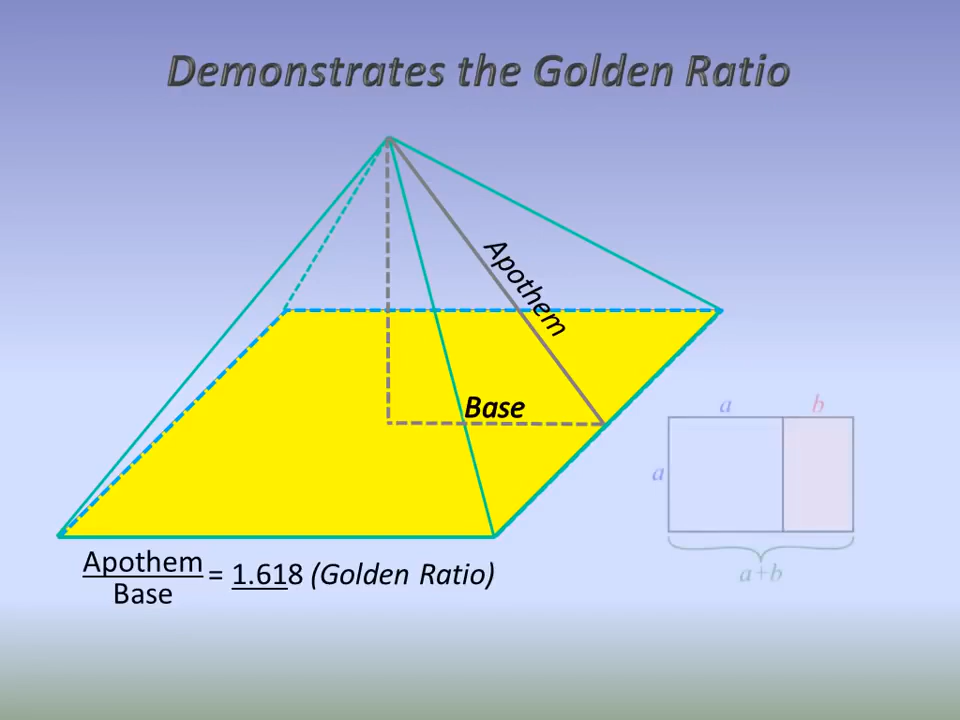 Demonstrates the Golden Ratio
Apothem
Base
a b
a
a+b
Apothem
Base
= 1.618 (Golden Ratio)